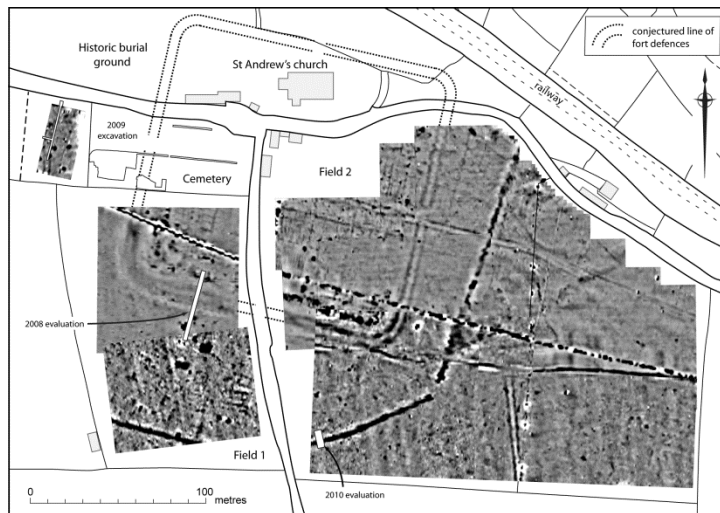 Historic burial
ground
St Andrew's church
conjectured line of
fort defences
railway
2009
excavation
Cemetery
Field 2
2008 evaluation
Field 1
2010 evaluation
0 100
metres